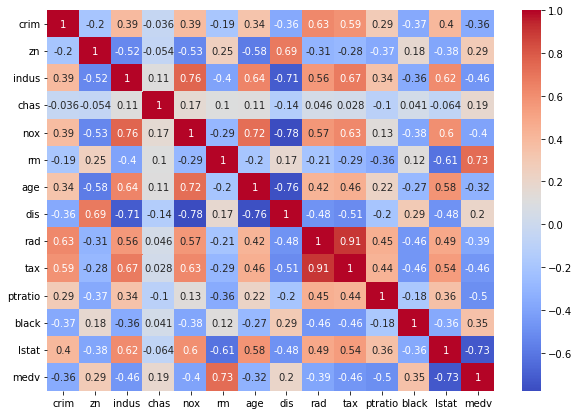 crim 1 -0.2 0.39 -0.036 0.39 -0.19 0.34 -0.36 0.63 0.59 0.29 -0.37 0.4 -0.36
zn -0.2 1 -0.52 -0.054 -0.53 0.25 -0.58 0.69 -0.31 -0.28 -0.37 0.18 -0.38 0.29
indus 0.39 -0.52 1 0.11 0.76 -0.4 0.64 -0.71 0.56 0.67 0.34 -0.36 0.62 -0.46
chas -0.036 -0.054 0.11 1 0.17 0.1 0.11 -0.14 0.046 0.028 -0.1 0.041 -0.064 0.19
nox 0.39 -0.53 0.76 0.17 1 -0.29 0.72 -0.78 0.57 0.63 0.13 -0.38 0.6 -0.4
rm -0.19 0.25 -0.4 0.1 -0.29 1 -0.2 0.17 -0.21 -0.29 -0.36 0.12 -0.61 0.73
age 0.34 -0.58 0.64 0.11 0.72 -0.2 1 -0.76 0.42 0.46 0.22 -0.27 0.58 -0.32
dis -0.36 0.69 -0.71 -0.14 -0.78 0.17 -0.76 1 -0.48 -0.51 -0.2 0.29 -0.48 0.2
rad 0.63 -0.31 0.56 0.046 0.57 -0.21 0.42 -0.48 1 0.91 0.45 -0.46 0.49 -0.39
tax 0.59 -0.28 0.67 0.028 0.63 -0.29 0.46 -0.51 0.91 1 0.44 -0.46 0.54 -0.46
ptratio 0.29 -0.37 0.34 -0.1 0.13 -0.36 0.22 -0.2 0.45 0.44 1 -0.18 0.36 -0.5
black -0.37 0.18 -0.36 0.041 -0.38 0.12 -0.27 0.29 -0.46 -0.46 -0.18 1 -0.36 0.35
lstat 0.4 -0.38 0.62 -0.064 0.6 -0.61 0.58 -0.48 0.49 0.54 0.36 -0.36 1 -0.73
medv -0.36 0.29 -0.46 0.19 -0.4 0.73 -0.32 0.2 -0.39 -0.46 -0.5 0.35 -0.73 1
crim zn indus chas nox rm age dis rad tax ptratio black lstat medv
1.0
0.8
0.6
0.4
0.2
0.0
-0.2
-0.4
-0.6